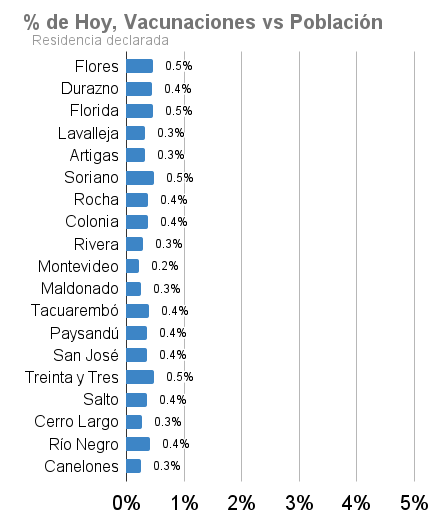 % de Hoy, Vacunaciones vs Población
Residencia declarada
Flores 0.5%
Durazno 0.4%
Florida 0.5%
Lavalleja 0.3%
Artigas 0.3%
Soriano 0.5%
Rocha 0.4%
Colonia 0.4%
Rivera 0.3%
Montevideo 0.2%
Maldonado 0.3%
Tacuarembó 0.4%
Paysandú 0.4%
San José 0.4%
Treinta y Tres 0.5%
Salto 0.4%
Cerro Largo 0.3%
Río Negro 0.4%
Canelones 0.3%
0% 1% 2% 3% 4% 5%